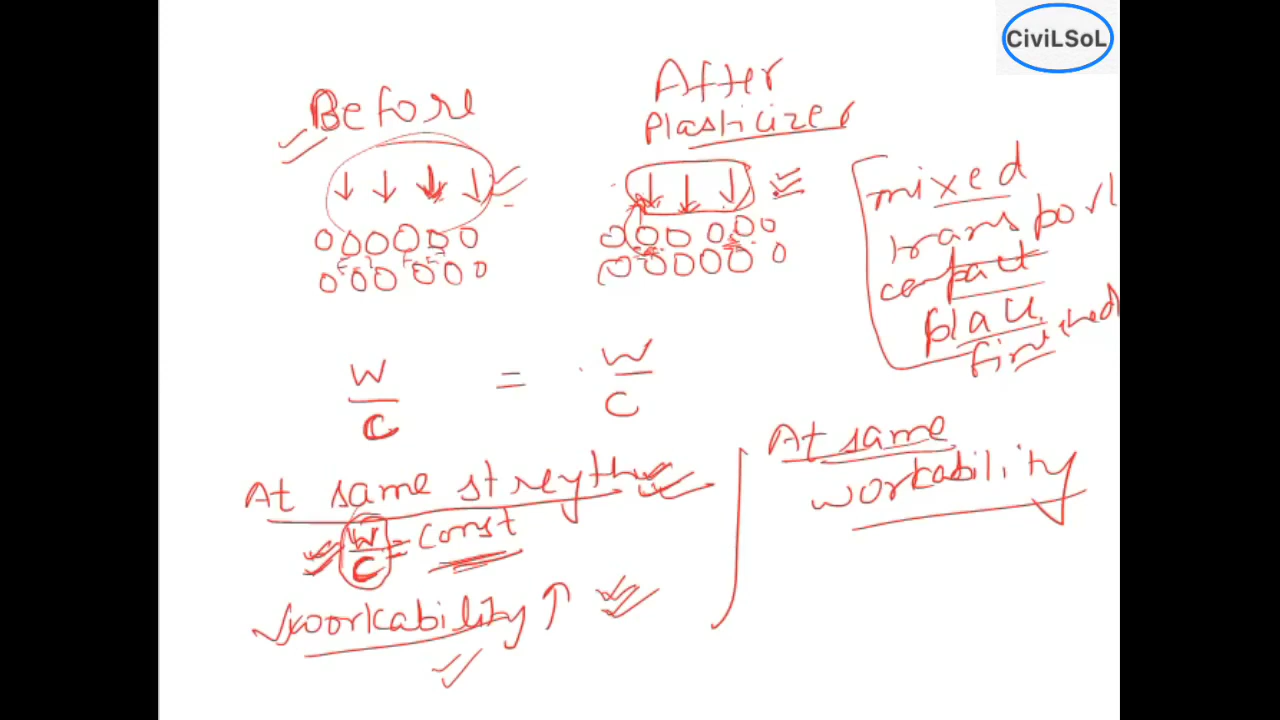 CiviLSoL
Before
After
Plasticizer
mixed
transport
compact
place
finished
W
C
=
W
C
At same strength
W
C
= const
workability ↑
At same
workability